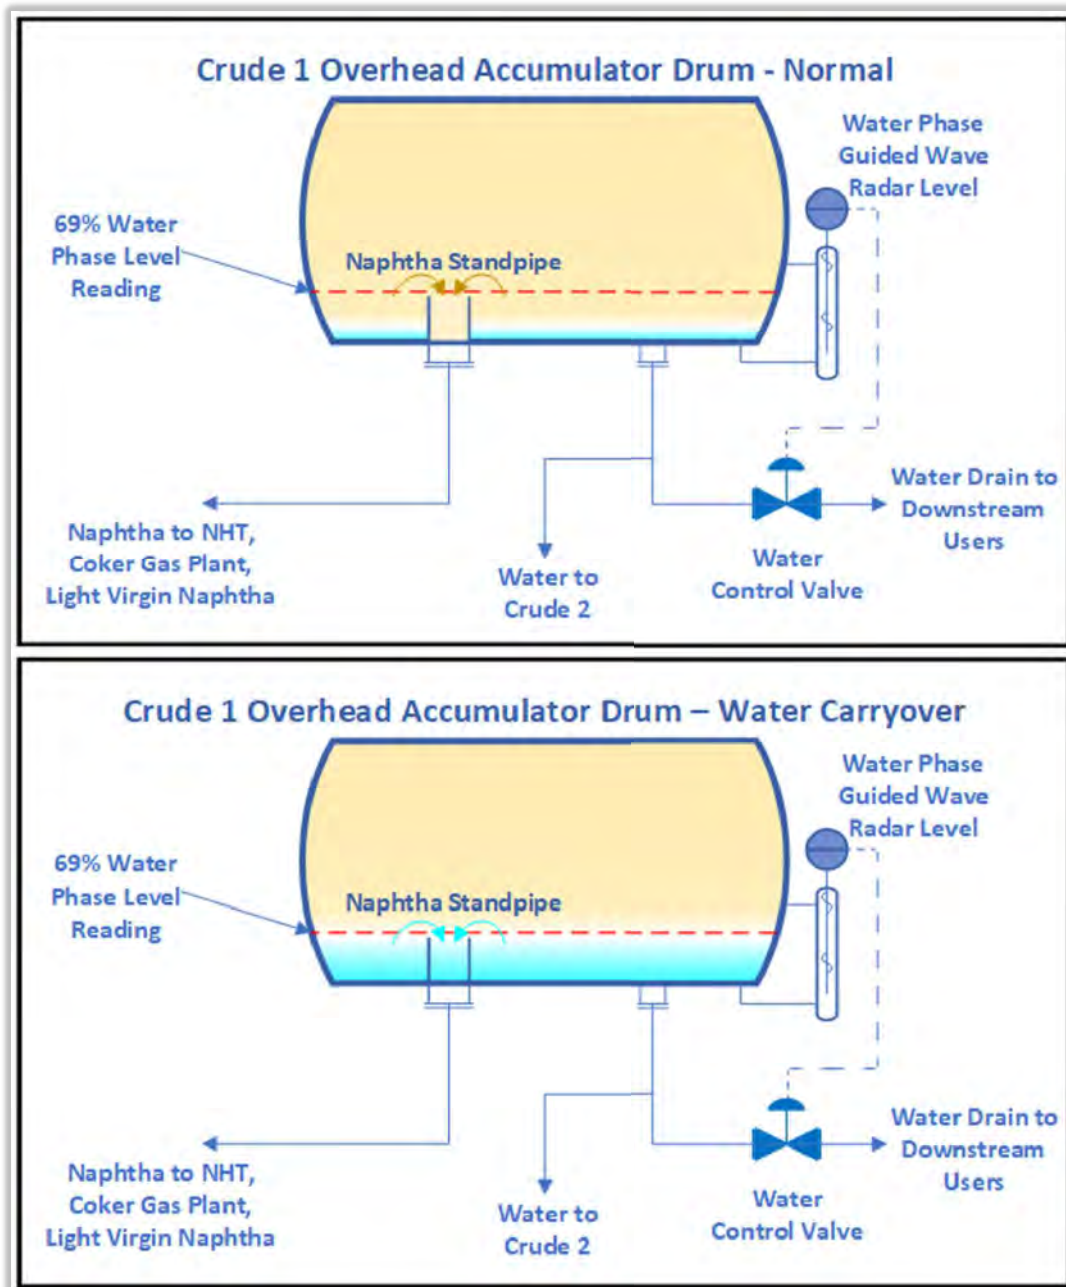 Crude 1 Overhead Accumulator Drum - Normal
Water Phase
Guided Wave
Radar Level
69% Water
Phase Level
Reading
Naphtha Standpipe
Naphtha to NHT,
Coker Gas Plant,
Light Virgin Naphtha
Water to
Crude 2
Water
Control Valve
Water Drain to
Downstream
Users
Crude 1 Overhead Accumulator Drum – Water Carryover
Water Phase
Guided Wave
Radar Level
69% Water
Phase Level
Reading
Naphtha Standpipe
Naphtha to NHT,
Coker Gas Plant,
Light Virgin Naphtha
Water to
Crude 2
Water
Control Valve
Water Drain to
Downstream
Users